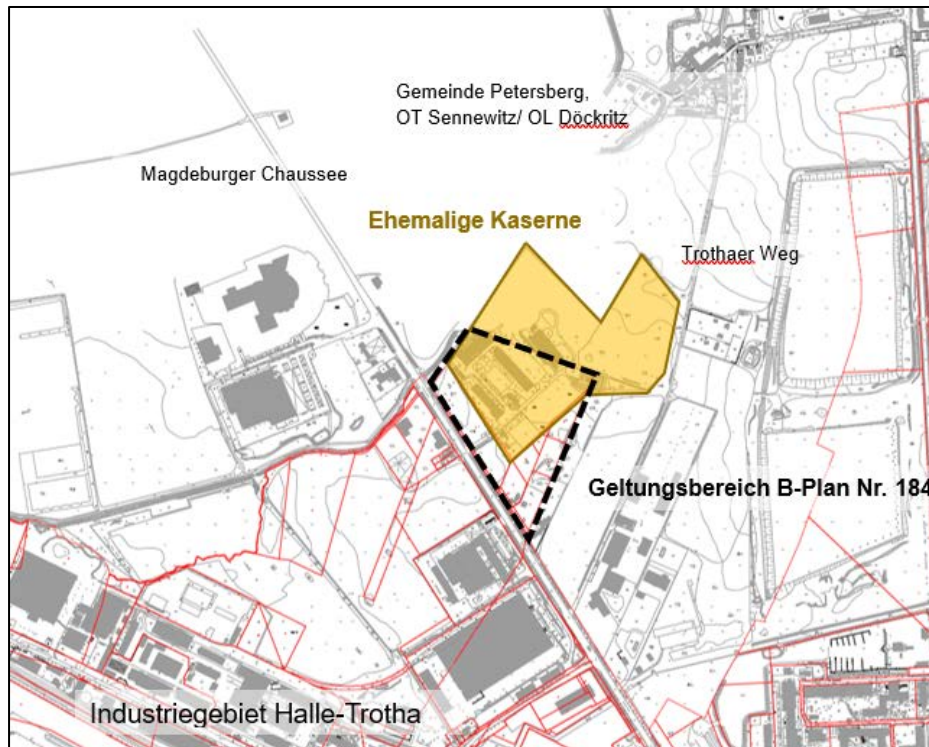 Gemeinde Petersberg,
OT Sennewitz/ OL Döckritz
Magdeburger Chaussee
Ehemalige Kaserne
Trothaer Weg
Geltungsbereich B-Plan Nr. 184
Industriegebiet Halle-Trotha